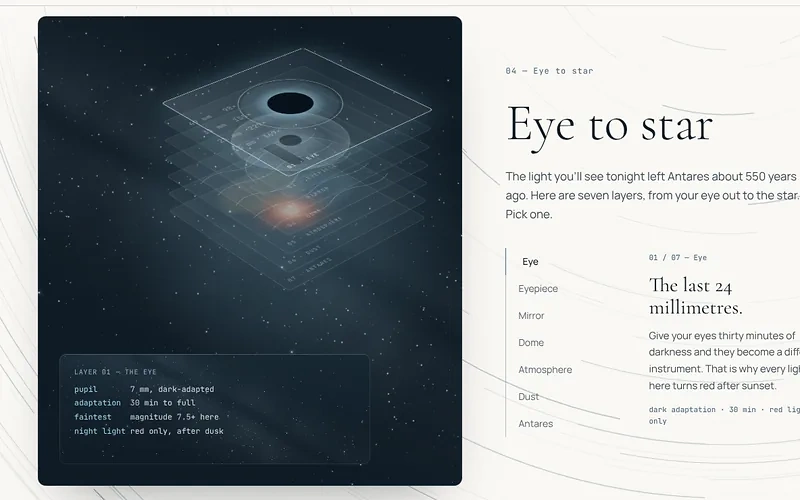 04 — Eye to star
Eye to star
The light you'll see tonight left Antares about 550 years
ago. Here are seven layers, from your eye out to the star.
Pick one.
Eye
Eyepiece
Mirror
Dome
Atmosphere
Dust
Antares
01 / 07 — Eye
The last 24
millimetres.
Give your eyes thirty minutes of
darkness and they become a
instrument. That is why every
here turns red after sunset.
dark adaptation · 30 min · red
only
LAYER 01 — THE EYE
pupil 7 mm, dark-adapted
adaptation 30 min to full
faintest magnitude 7.5+ here
night light red only, after dusk